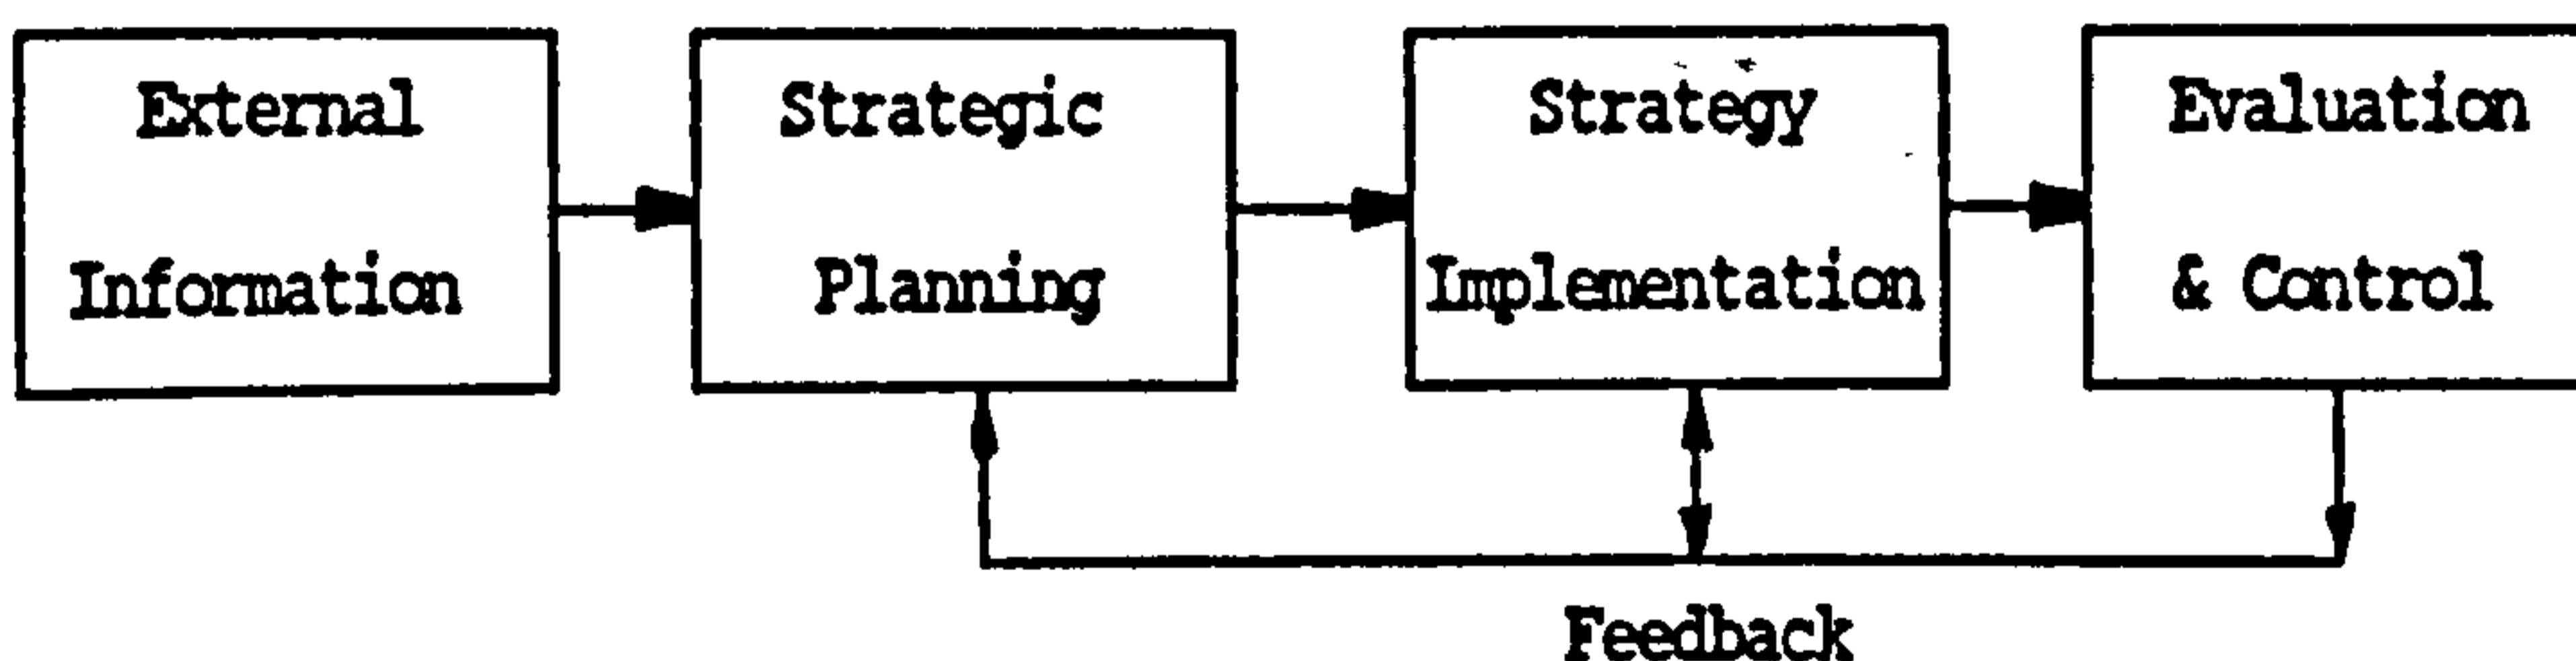 External
Information
Strategic
Planning
Strategy
Implementation
Evaluation
& Control
Feedback